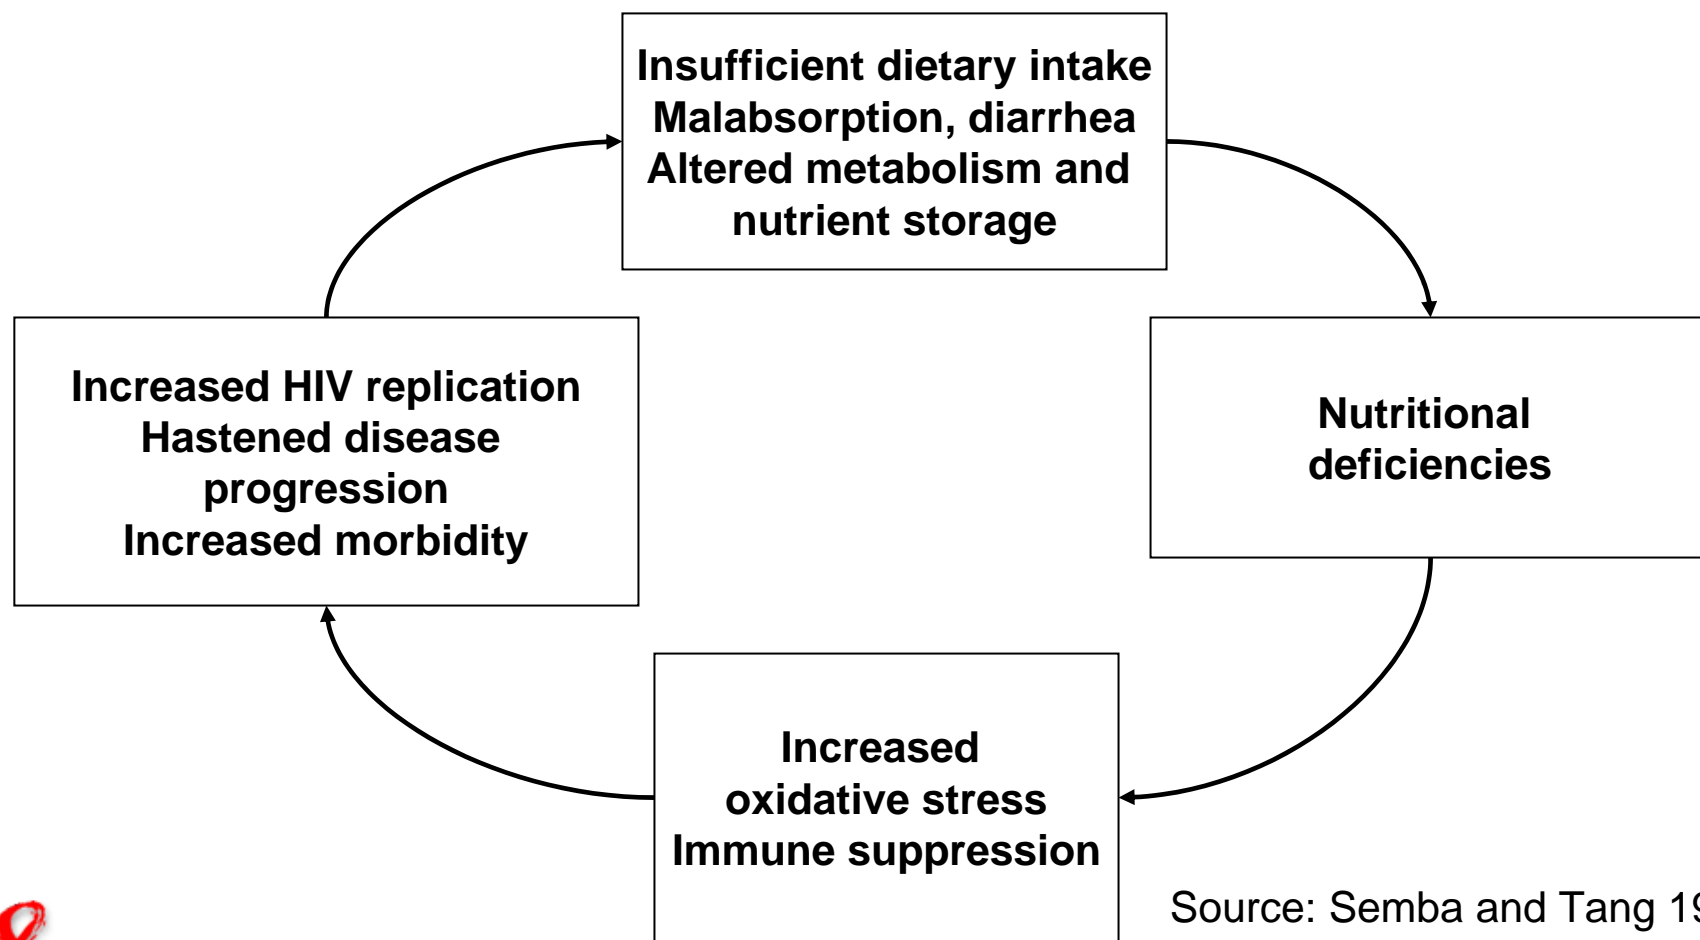 Insufficient dietary intake
Malabsorption, diarrhea
Altered metabolism and
nutrient storage
Increased HIV replication
Hastened disease
progression
Increased morbidity
Nutritional
deficiencies
Increased
oxidative stress
Immune suppression
Source: Semba and Tang